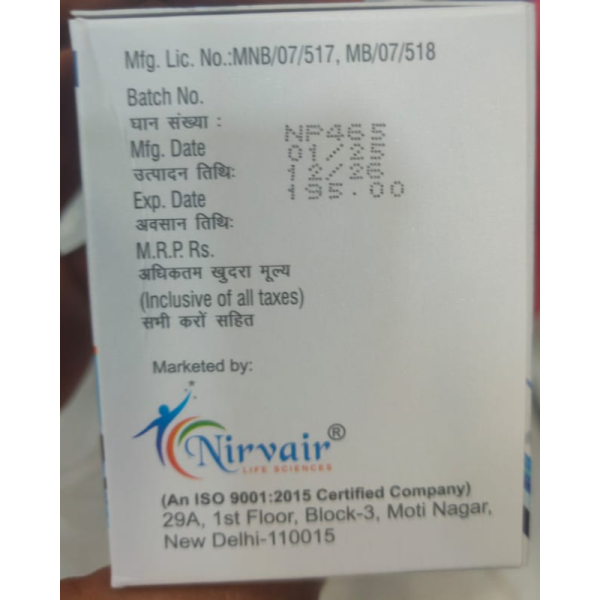 Mfg. Lic. No.:MNB/07/517, MB/07/518
Batch No.
घान संख्या :
NP465
Mfg. Date
01/25
उत्पादन तिथिः
12/26
Exp. Date
195.00
अवसान तिथिः
M.R.P. Rs.
अधिकतम खुदरा मूल्य
(Inclusive of all taxes)
सभी करों सहित
Marketed by:
Nirvair®
LIFE SCIENCES
(An ISO 9001:2015 Certified Company)
29A, 1st Floor, Block-3, Moti Nagar,
New Delhi-110015